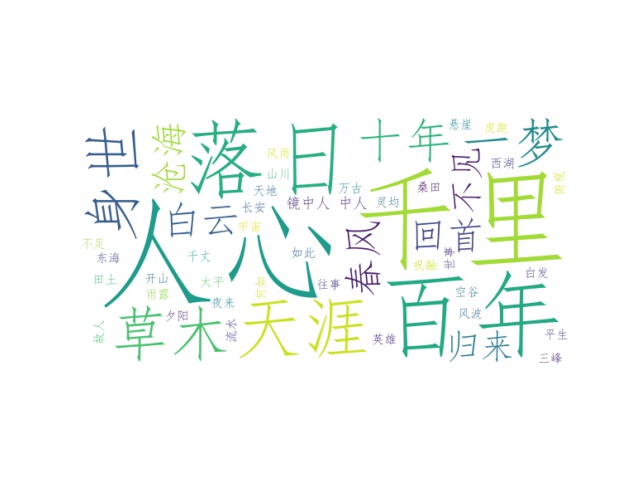 身世
沧海
落日
十年
悬崖
虎跑
一梦
风雨
山川
西湖
不见
天地
万古
桑田
白云
长安
镜中人
中人
灵均
千里
人心
宇宙
春风
回首
不足
东海
千丈
如此
祝融
白发
田土
开山
太平
往事
百年
空谷
雨露
夜来
草木
夕阳
流水
天涯
英雄
风波
归来
平生
故人
三峰